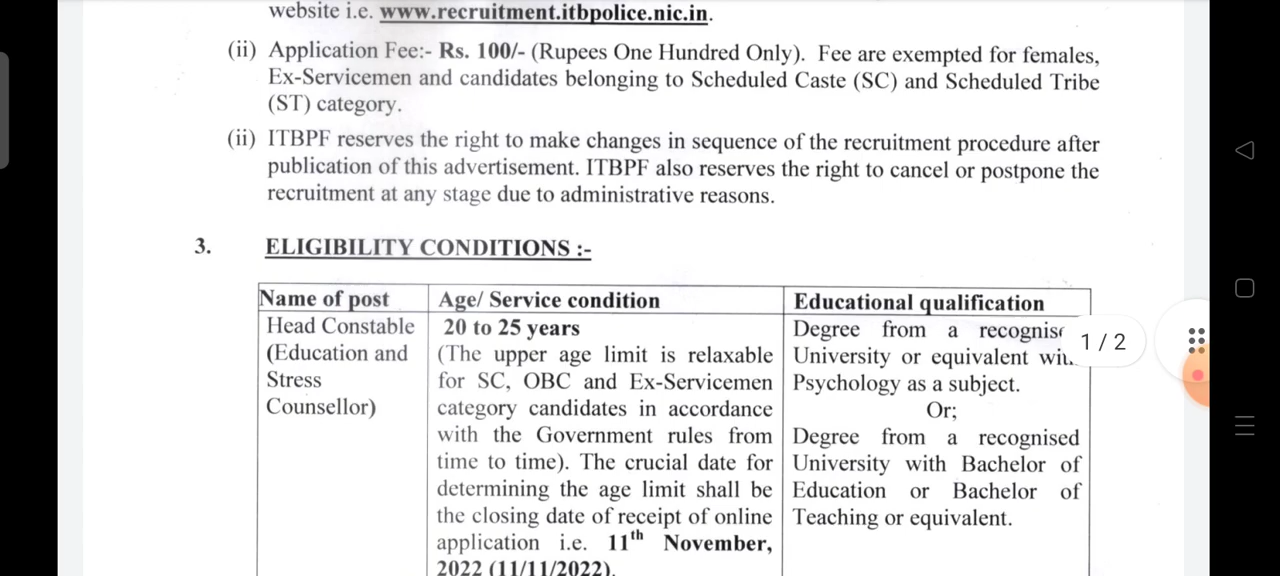 website i.e. www.recruitment.itbpolice.nic.in.
(ii) Application Fee:- Rs. 100/- (Rupees One Hundred Only). Fee are exempted for females,
Ex-Servicemen and candidates belonging to Scheduled Caste (SC) and Scheduled Tribe
(ST) category.
(ii) ITBPF reserves the right to make changes in sequence of the recruitment procedure after
publication of this advertisement. ITBPF also reserves the right to cancel or postpone the
recruitment at any stage due to administrative reasons.
3. ELIGIBILITY CONDITIONS :-
Name of post
Head Constable
(Education and
Stress
Counsellor)
Age/ Service condition
20 to 25 years
(The upper age limit is relaxable
for SC, OBC and Ex-Servicemen
category candidates in accordance
with the Government rules from
time to time). The crucial date for
determining the age limit shall be
the closing date of receipt of online
application i.e. 11th November,
2022 (11/11/2022).
Educational qualification
Degree from a
University or equivalent
Psychology as a subject.
Or;
Degree from a recognised
University with Bachelor of
Education or Bachelor of
Teaching or equivalent.
1 / 2